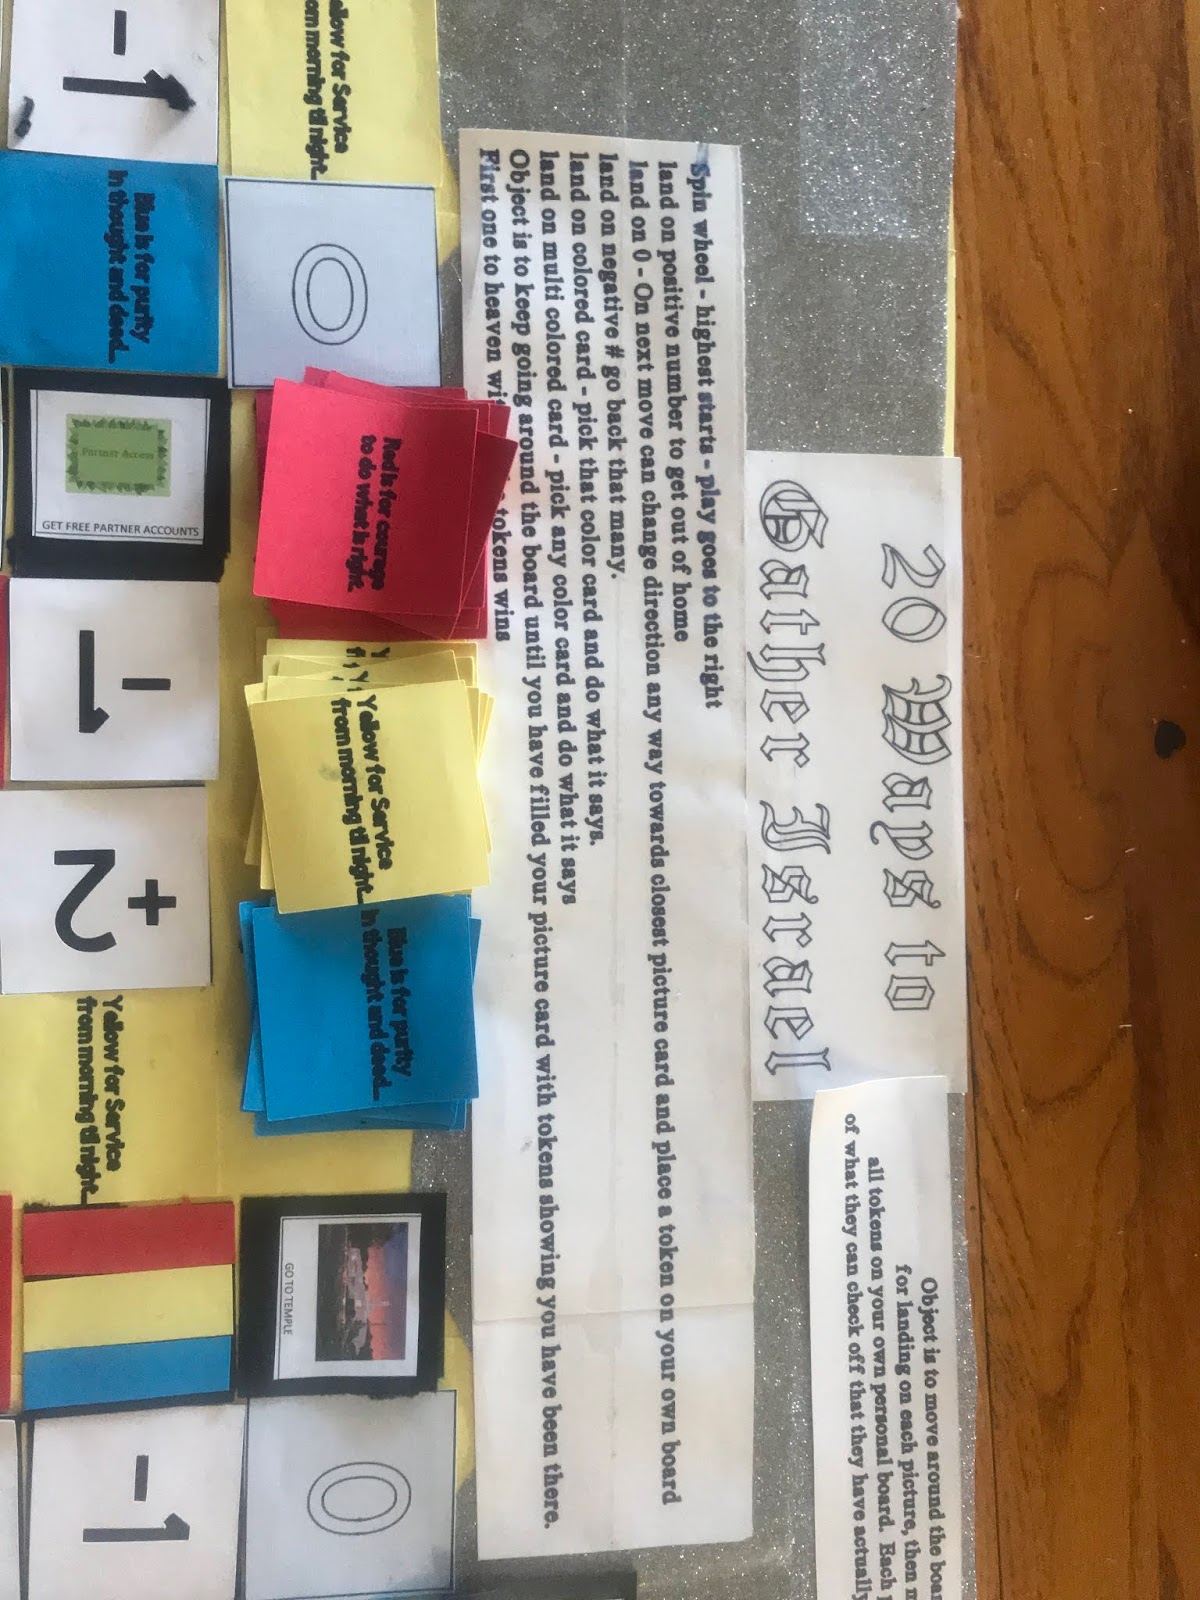 20 Ways to
Gather Israel
Object is to move around the boar
for landing on each picture, then
all tokens on your own personal board. Each
of what they can check off that they have actually
Spin wheel - highest starts - play goes to the right
land on positive number to get out of home
land on 0 - On next move can change direction any way towards closest picture card and place a token on your own board
land on negative # go back that many.
land on colored card - pick that color card and do what it says.
land on multi colored card - pick any color card and do what it says
Object is to keep going around the board until you have filled your picture card with tokens showing you have been there.
First one to heaven wi tokens wins
ellow for Service
om morning til night..
0
Red is for courage
to do what is right.
Yellow for Service
from morning til night...
Blue is for purity
In thought and deed...
GO TO TEMPLE
0
-1
Blue is for purity
In thought and deed...
Partner Access
GET FREE PARTNER ACCOUNTS
-1
+2
Yellow for Service
from morning til night...
-1